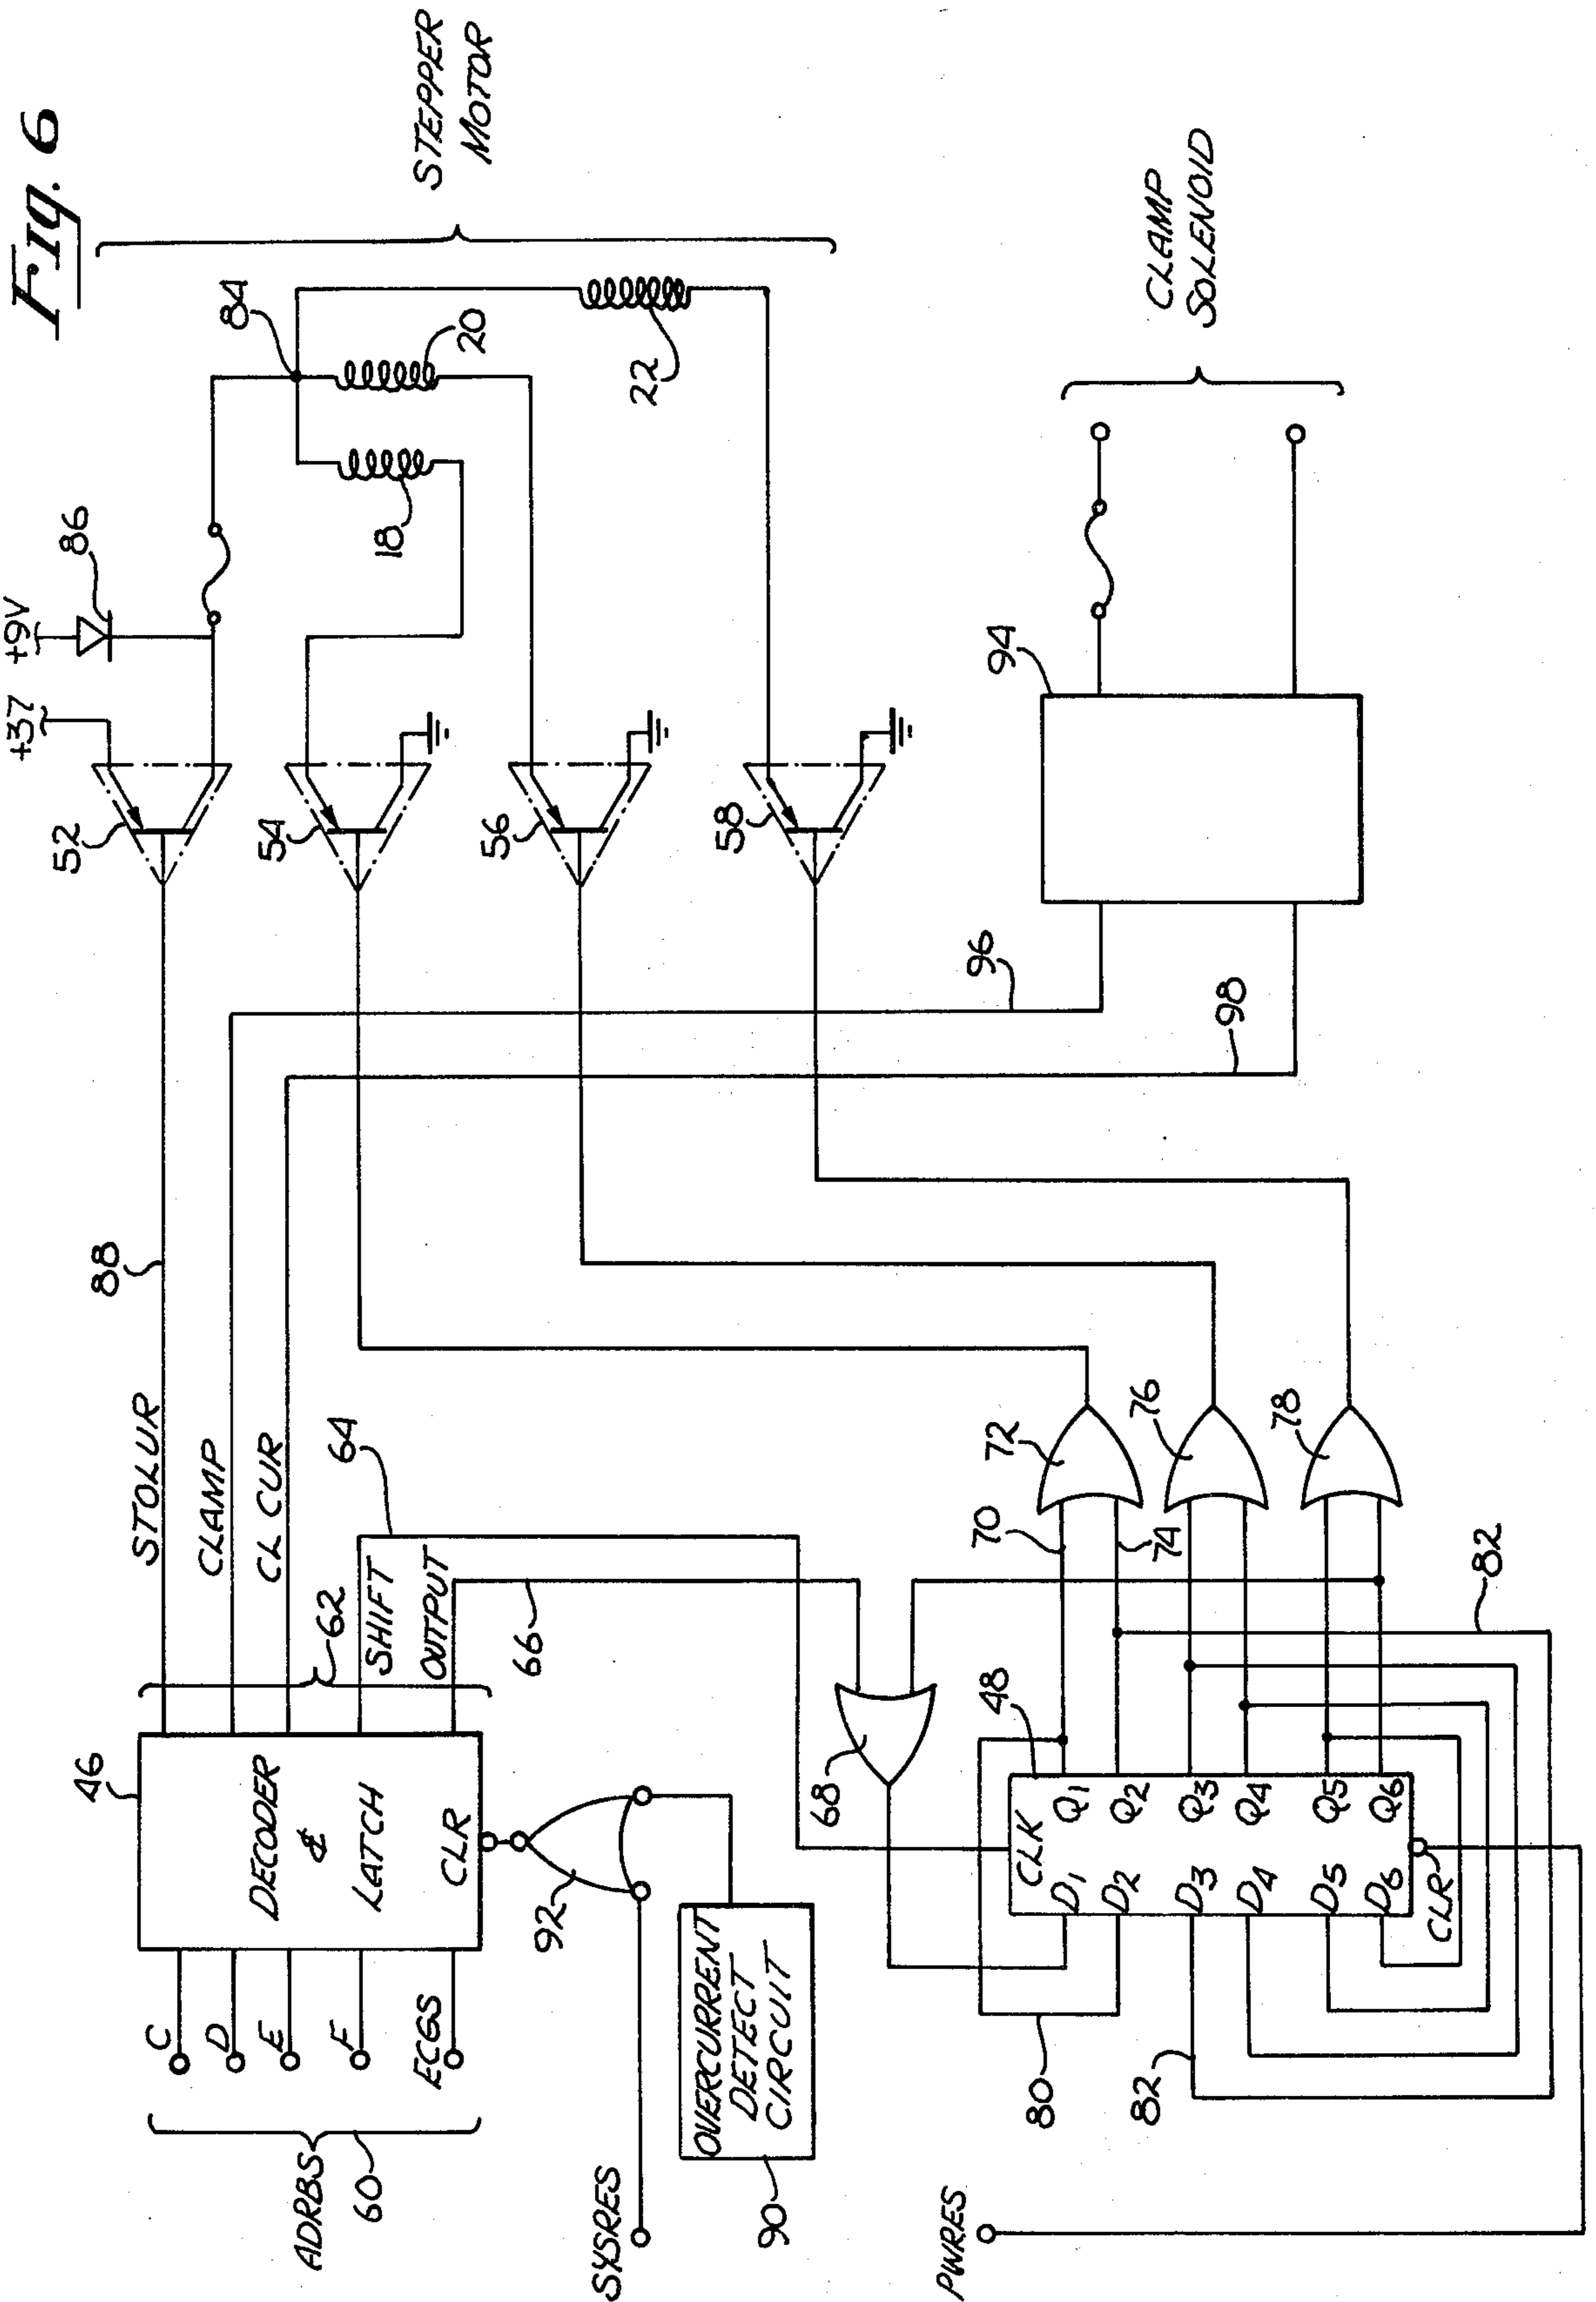 Fig. 6
STEPPER
MOTOR
+37
+9V
86
84
20
18
22
52
54
56
58
CLAMP
SOLENOID
94
96
98
88
STOLUR
CLAMP
CL CUR
SHIFT
OUTPUT
62
64
66
46
DECODER
&
LATCH
CLR
C
D
E
F
ECGS
ADRBS
60
92
SYSRES
OVERCURRENT
DETECT
CIRCUIT
90
68
48
CLK
D1
D2
D3
D4
D5
D6
Q1
Q2
Q3
Q4
Q5
Q6
CLR
70
72
74
76
78
80
82
82
PWRES